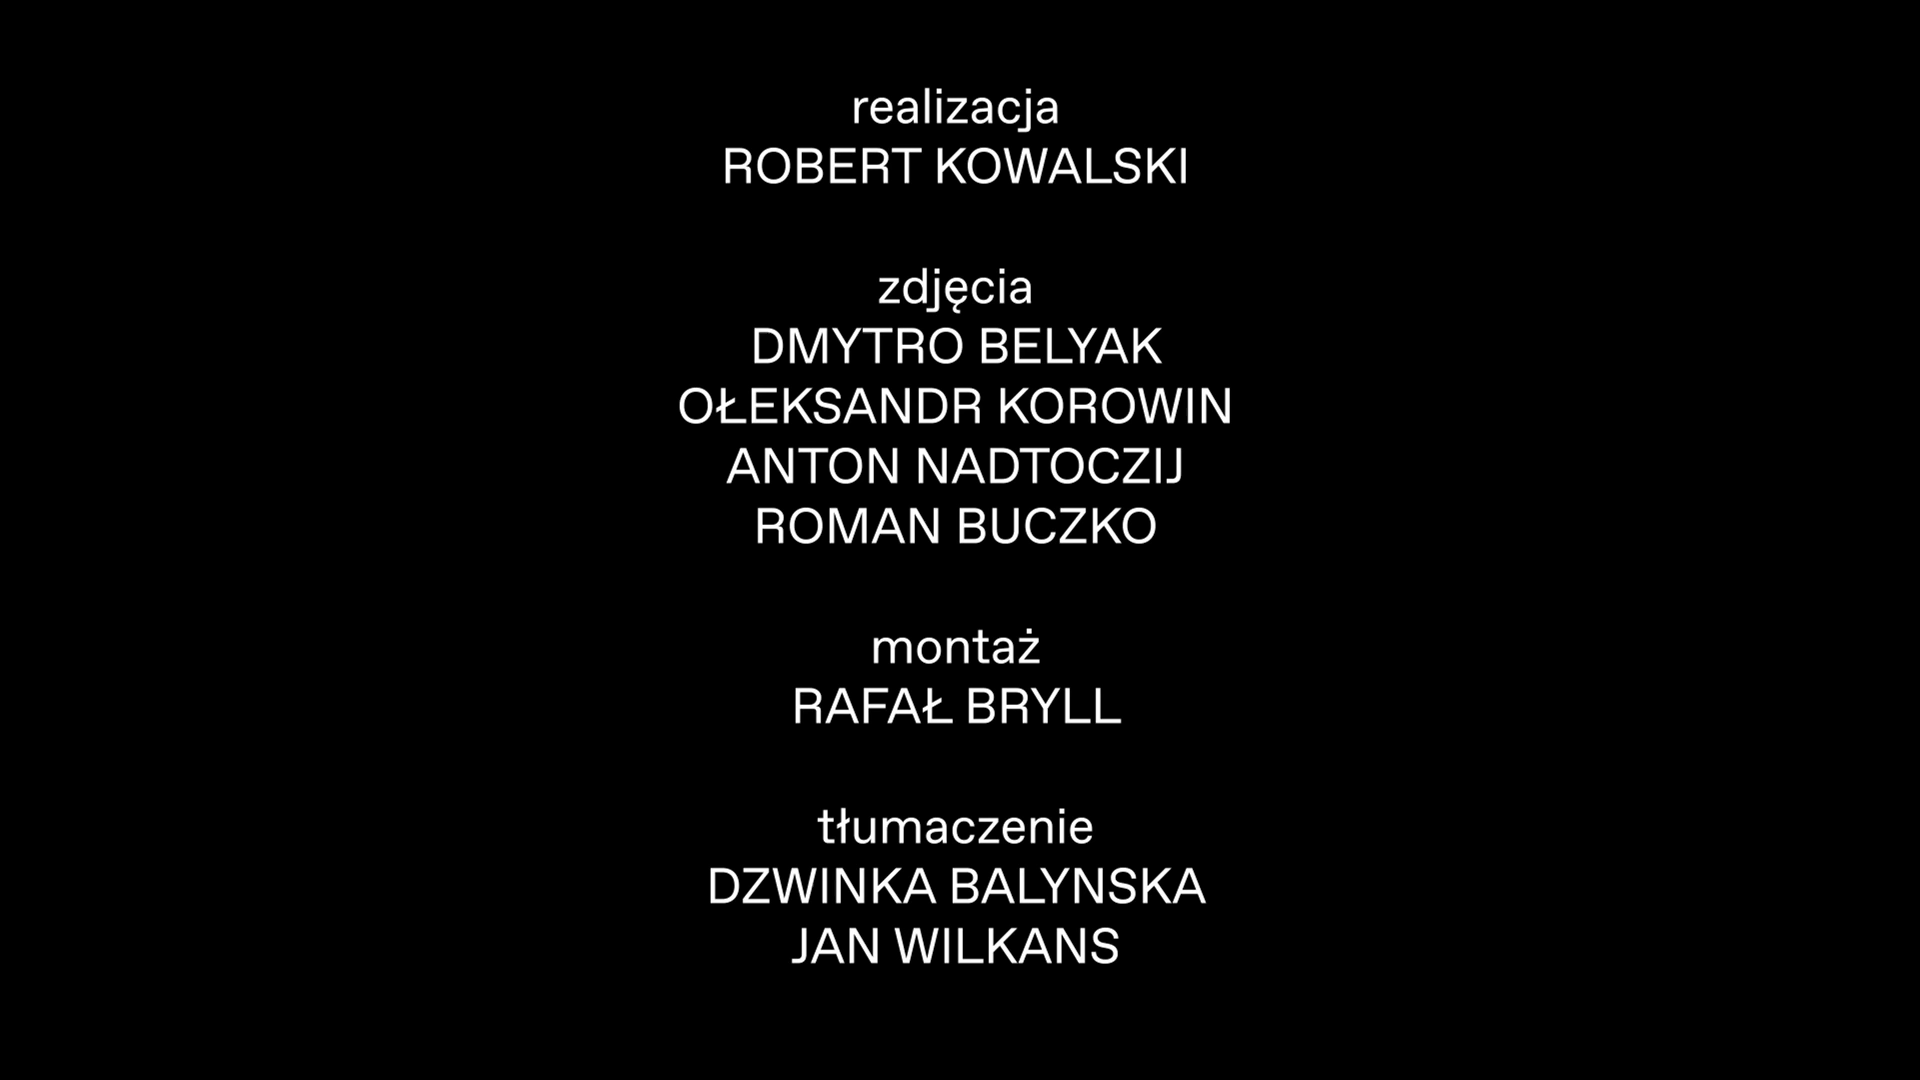 realizacja
ROBERT KOWALSKI
zdjęcia
DMYTRO BELYAK
OŁEKSANDR KOROWIN
ANTON NADTOCZIJ
ROMAN BUCZKO
montaż
RAFAŁ BRYLL
tłumaczenie
DZWINKA BALYNSKA
JAN WILKANS